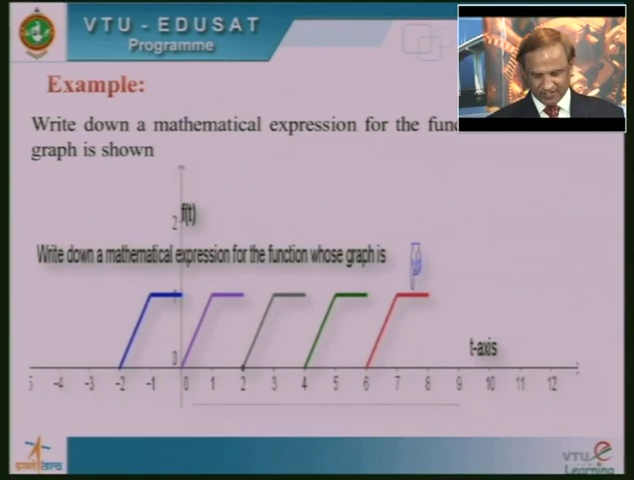 VTU - EDUSAT
Programme
Example:
Write down a mathematical expression for the
graph is shown
f(t)
2
Write down a mathematical expression for the function whose graph is
0
t-axis
-4 -3 -2 -1 0 1 2 3 4 5 6 7 8 9 10 11 12
VTU e
Learning